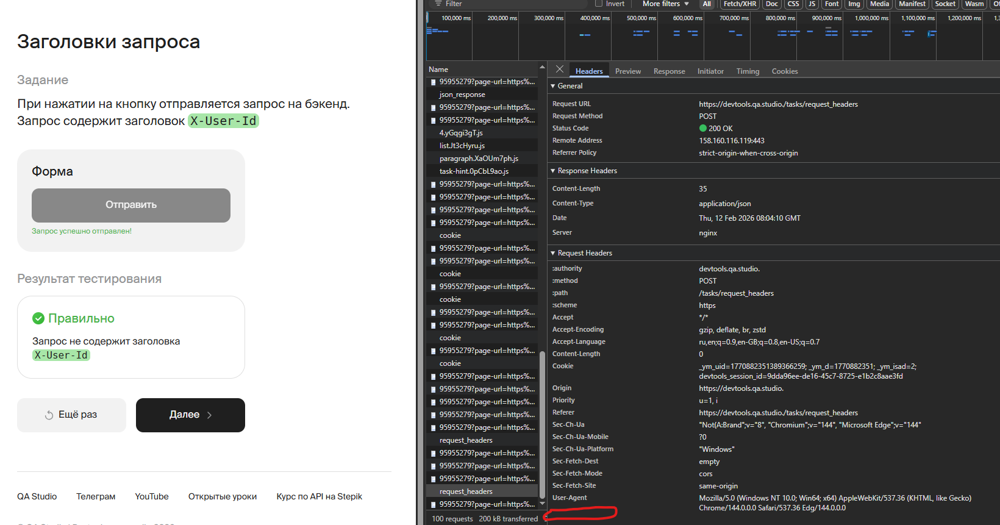 Заголовки запроса
Задание
При нажатии на кнопку отправляется запрос на бэкенд.
Запрос содержит заголовок X-User-Id
Форма
Отправить
Запрос успешно отправлен!
Результат тестирования
Правильно
Запрос не содержит заголовка
X-User-Id
Ещё раз
Далее
QA Studio Телеграм YouTube Открытые уроки Курс по API на Stepik
Filter Invert More filters All Fetch/XHR Doc CSS JS Font Img Media Manifest Socket Wasm
100,000 ms 200,000 ms 300,000 ms 400,000 ms 500,000 ms 600,000 ms 700,000 ms 800,000 ms 900,000 ms 1,000,000 ms 1,100,000 ms 1,200,000 ms
Name
95955279?page-url=https%...
json_response
95955279?page-url=https%...
95955279?page-url=https%...
4.yGqgi3gT.js
list.Jt3cHyru.js
paragraph.XaOUm7ph.js
task-hint.0pCbL9ao.js
95955279?page-url=https%...
95955279?page-url=https%...
95955279?page-url=https%...
95955279?page-url=https%...
cookie
95955279?page-url=https%...
95955279?page-url=https%...
cookie
95955279?page-url=https%...
cookie
95955279?page-url=https%...
95955279?page-url=https%...
cookie
95955279?page-url=https%...
cookie
95955279?page-url=https%...
95955279?page-url=https%...
95955279?page-url=https%...
95955279?page-url=https%...
95955279?page-url=https%...
request_headers
95955279?page-url=https%...
95955279?page-url=https%...
95955279?page-url=https%...
request_headers
95955279?page-url=https%...
100 requests 200 kB transferred
Headers Preview Response Initiator Timing Cookies
General
Request URL https://devtools.qa.studio./tasks/request_headers
Request Method POST
Status Code 200 OK
Remote Address 158.160.116.119:443
Referrer Policy strict-origin-when-cross-origin
Response Headers
Content-Length 35
Content-Type application/json
Date Thu, 12 Feb 2026 08:04:10 GMT
Server nginx
Request Headers
:authority devtools.qa.studio.
:method POST
:path /tasks/request_headers
:scheme https
Accept */*
Accept-Encoding gzip, deflate, br, zstd
Accept-Language ru,en;q=0.9,en-GB;q=0.8,en-US;q=0.7
Content-Length 0
Cookie _ym_uid=1770882351389366259; _ym_d=1770882351; _ym_isad=2;
devtools_session_id=9dda96ee-de16-45c7-8725-e1b2c8aae3fd
Origin https://devtools.qa.studio.
Priority u=1, i
Referer https://devtools.qa.studio./tasks/request_headers
Sec-Ch-Ua "Not(A:Brand";v="8", "Chromium";v="144", "Microsoft Edge";v="144"
Sec-Ch-Ua-Mobile ?0
Sec-Ch-Ua-Platform "Windows"
Sec-Fetch-Dest empty
Sec-Fetch-Mode cors
Sec-Fetch-Site same-origin
User-Agent Mozilla/5.0 (Windows NT 10.0; Win64; x64) AppleWebKit/537.36 (KHTML, like Gecko)
Chrome/144.0.0.0 Safari/537.36 Edg/144.0.0.0